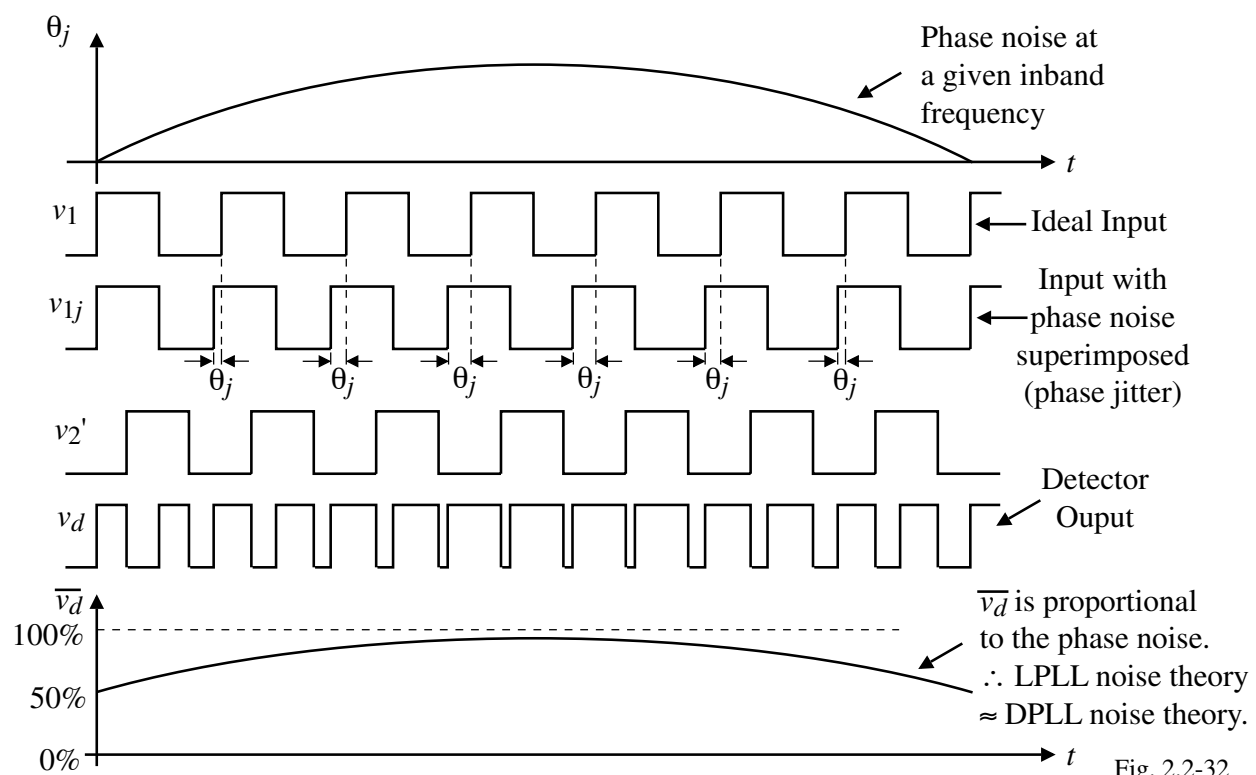 θj
Phase noise at
a given inband
frequency
t
v1
Ideal Input
v1j
Input with
phase noise
superimposed
(phase jitter)
θj θj θj θj θj θj
v2'
vd
Detector
Ouput
vd
100%
50%
0%
vd is proportional
to the phase noise.
∴ LPLL noise theory
≈ DPLL noise theory.
t
Fig. 2.2-32